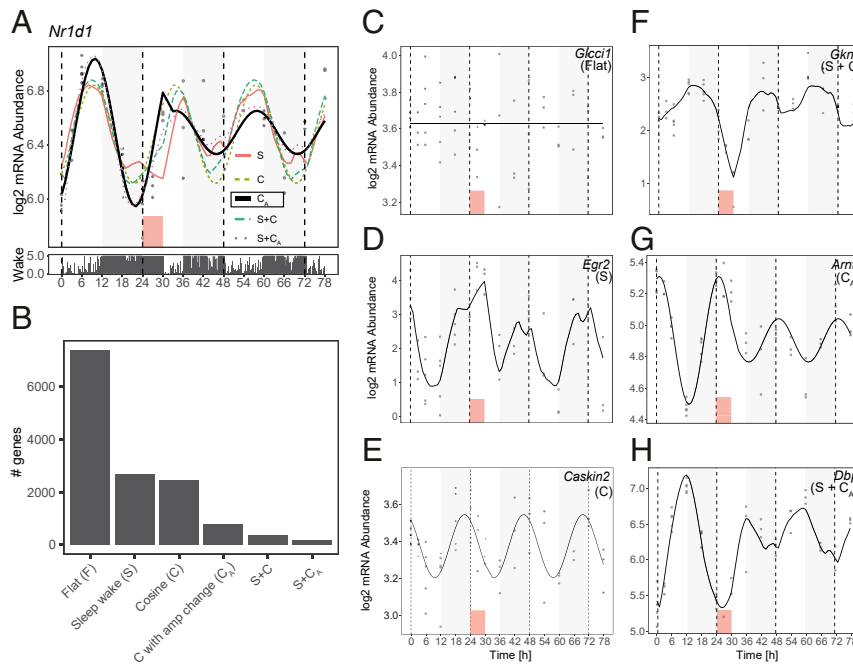 A
Nr1d1
log2 mRNA Abundance
6.8
6.4
6.0
S
C
C_A
S+C
S+C_A
Wake
5.0
0.0
0 6 12 18 24 30 36 42 48 54 60 66 72 78
B
# genes
6000
4000
2000
0
Flat (F)
Sleep wake (S)
Cosine (C)
C with amp change (C_A)
S+C
S+C_A
C
Glcci1
(Flat)
log2 mRNA Abundance
4.0
3.8
3.6
3.4
3.2
D
Egr2
(S)
log2 mRNA Abundance
4
3
2
1
0
E
Caskin2
(C)
log2 mRNA Abundance
3.6
3.4
3.2
3.0
0 6 12 18 24 30 36 42 48 54 60 66 72 78
Time [h]
F
(S + C
3
2
1
G
(C_A
5.4
5.2
5.0
4.8
4.6
4.4
H
(S + C_A
7.0
6.5
6.0
5.5
5.0
0 6 12 18 24 30 36 42 48 54 60 66 72 78
Time [h]